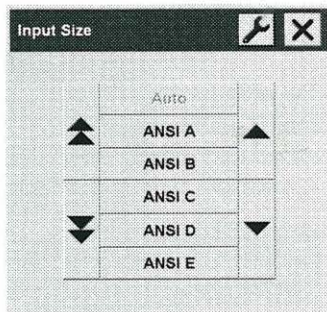 Input Size
Auto
ANSI A
ANSI B
ANSI C
ANSI D
ANSI E